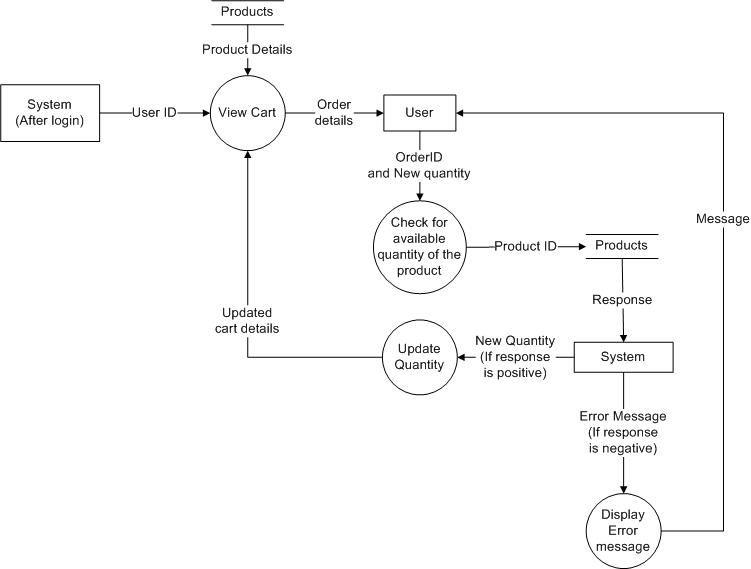 Products
Product Details
System
(After login)
User ID
View Cart
Order
details
User
OrderID
and New quantity
Message
Check for
available
quantity of the
product
Product ID
Products
Response
Updated
cart details
Update
Quantity
New Quantity
(If response
is positive)
System
Error Message
(If response
is negative)
Display
Error
message